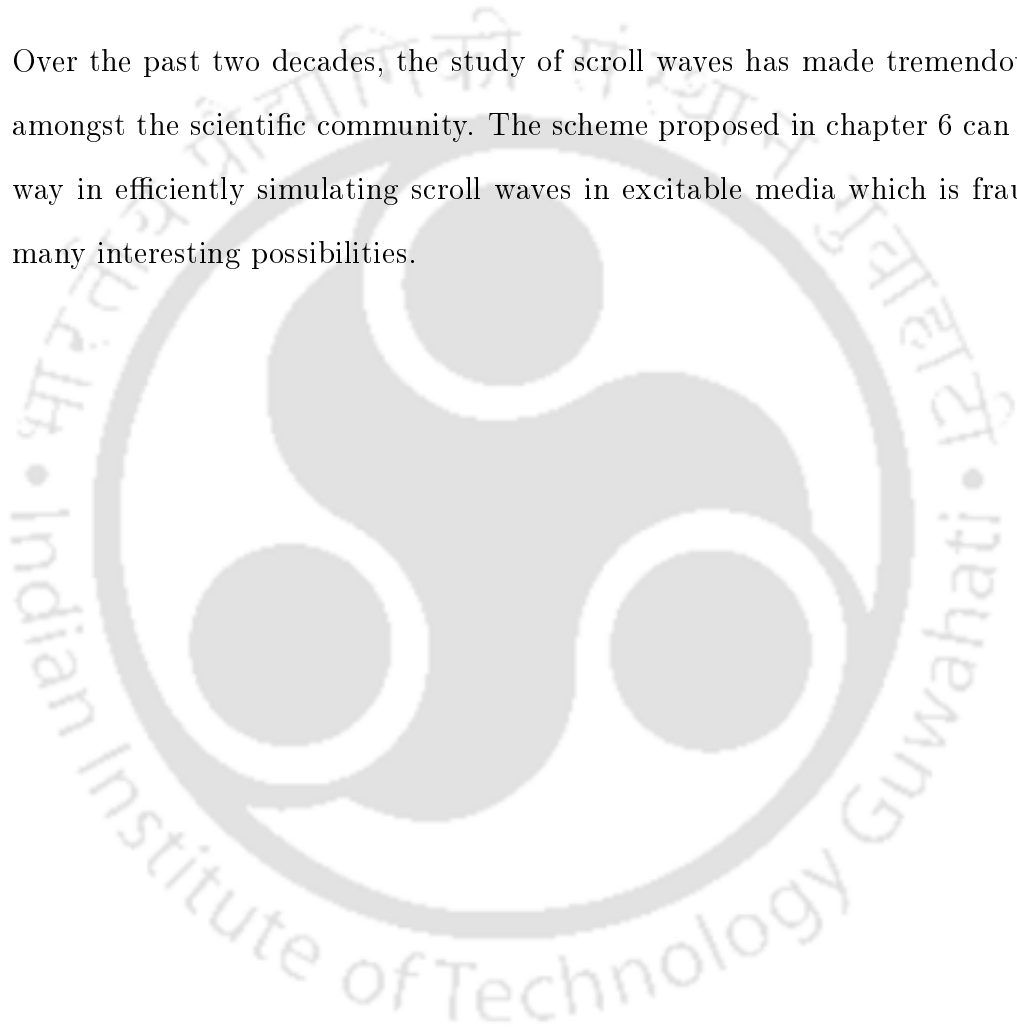 Over the past two decades, the study of scroll waves has made
amongst the scientific community. The scheme proposed in chapter 6 can
way in efficiently simulating scroll waves in excitable media which is
many interesting possibilities.
भारतीय प्रौद्योगिकी संस्थान गुवाहाटी
Indian Institute of Technology Guwahati